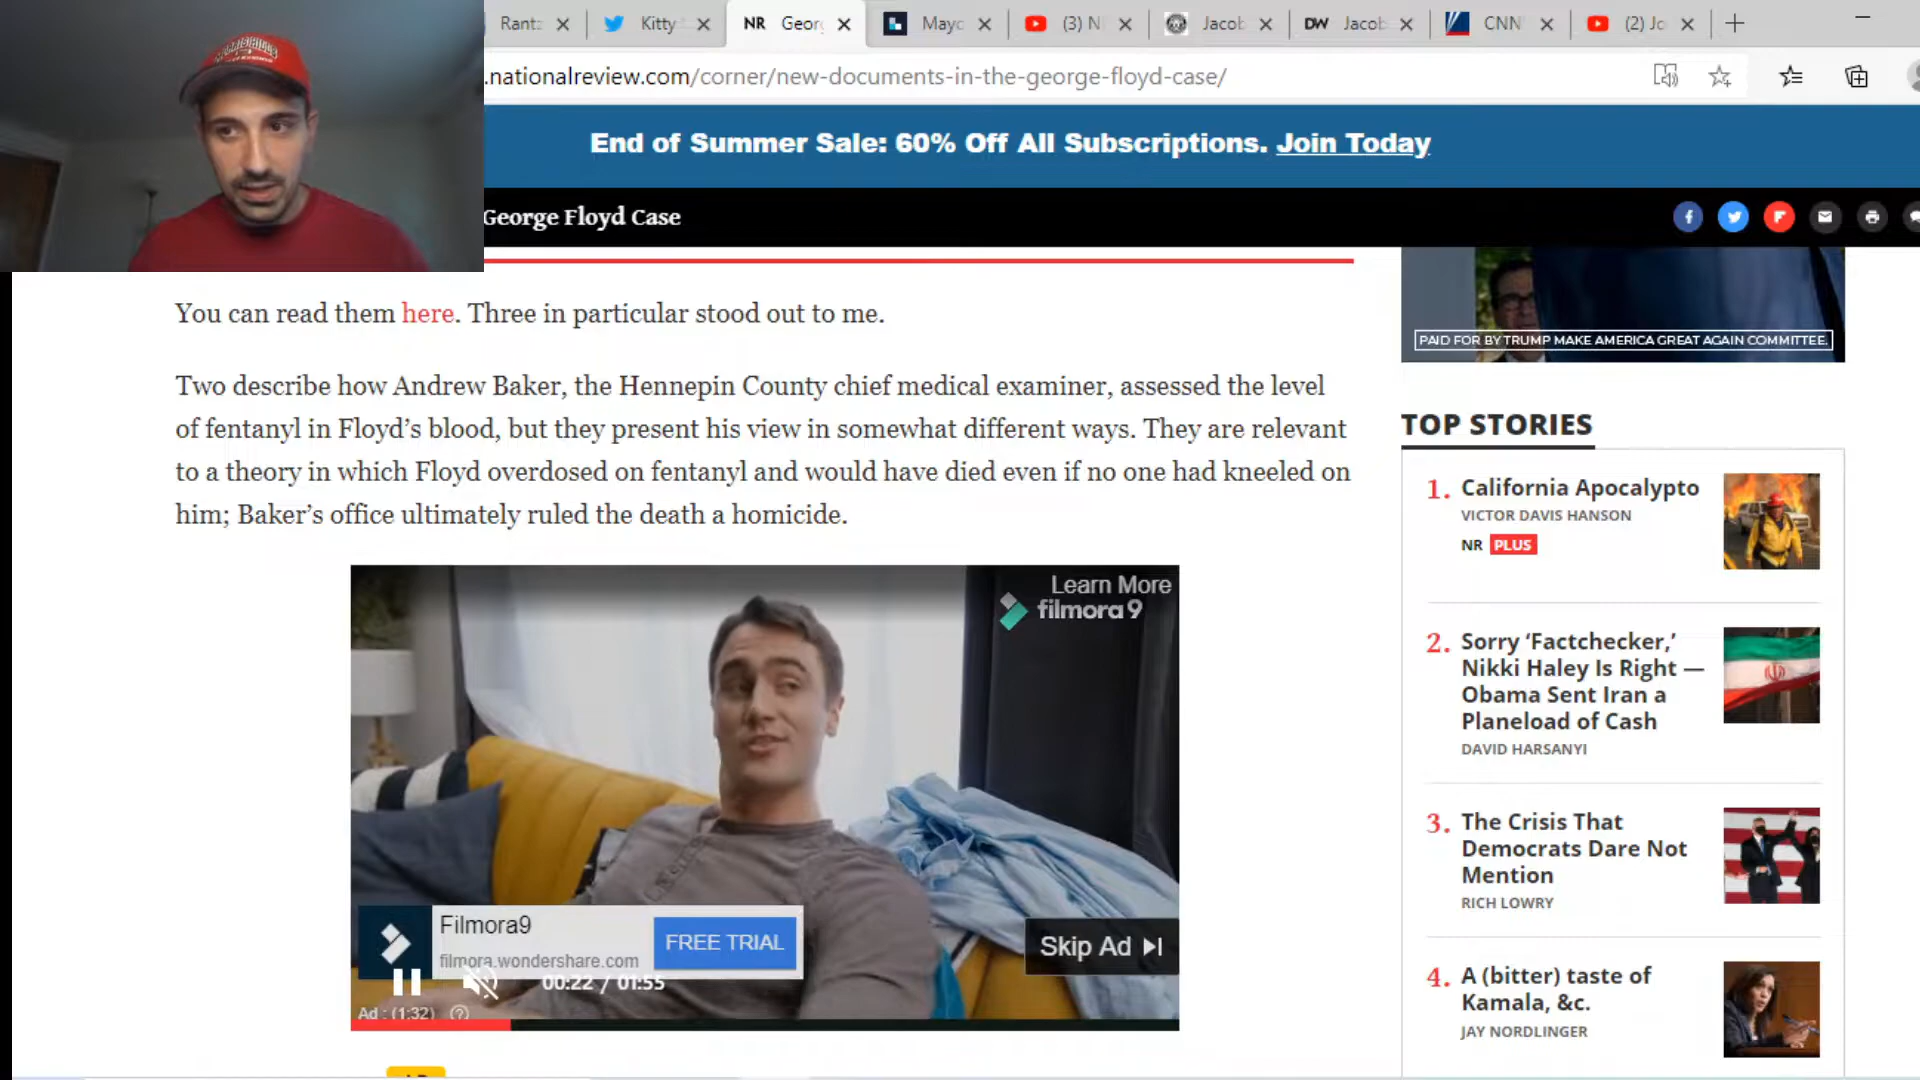 Rant
Kitty
NR Geor
Mayo
(3) N
Jacob
DW Jacob
CNN
(2) Jo
.nationalreview.com/corner/new-documents-in-the-george-floyd-case/
End of Summer Sale: 60% Off All Subscriptions. Join Today
George Floyd Case
You can read them here. Three in particular stood out to me.
PAID FOR BY TRUMP MAKE AMERICA GREAT AGAIN COMMITTEE.
Two describe how Andrew Baker, the Hennepin County chief medical examiner, assessed the level
of fentanyl in Floyd’s blood, but they present his view in somewhat different ways. They are relevant
to a theory in which Floyd overdosed on fentanyl and would have died even if no one had kneeled on
him; Baker’s office ultimately ruled the death a homicide.
Learn More
filmora9
Filmora9
filmora.wondershare.com
FREE TRIAL
Skip Ad
00:22 / 01:55
Ad : (1:32)
TOP STORIES
1. California Apocalypto
VICTOR DAVIS HANSON
NR PLUS
2. Sorry ‘Factchecker,’
Nikki Haley Is Right —
Obama Sent Iran a
Planeload of Cash
DAVID HARSANYI
3. The Crisis That
Democrats Dare Not
Mention
RICH LOWRY
4. A (bitter) taste of
Kamala, &c.
JAY NORDLINGER